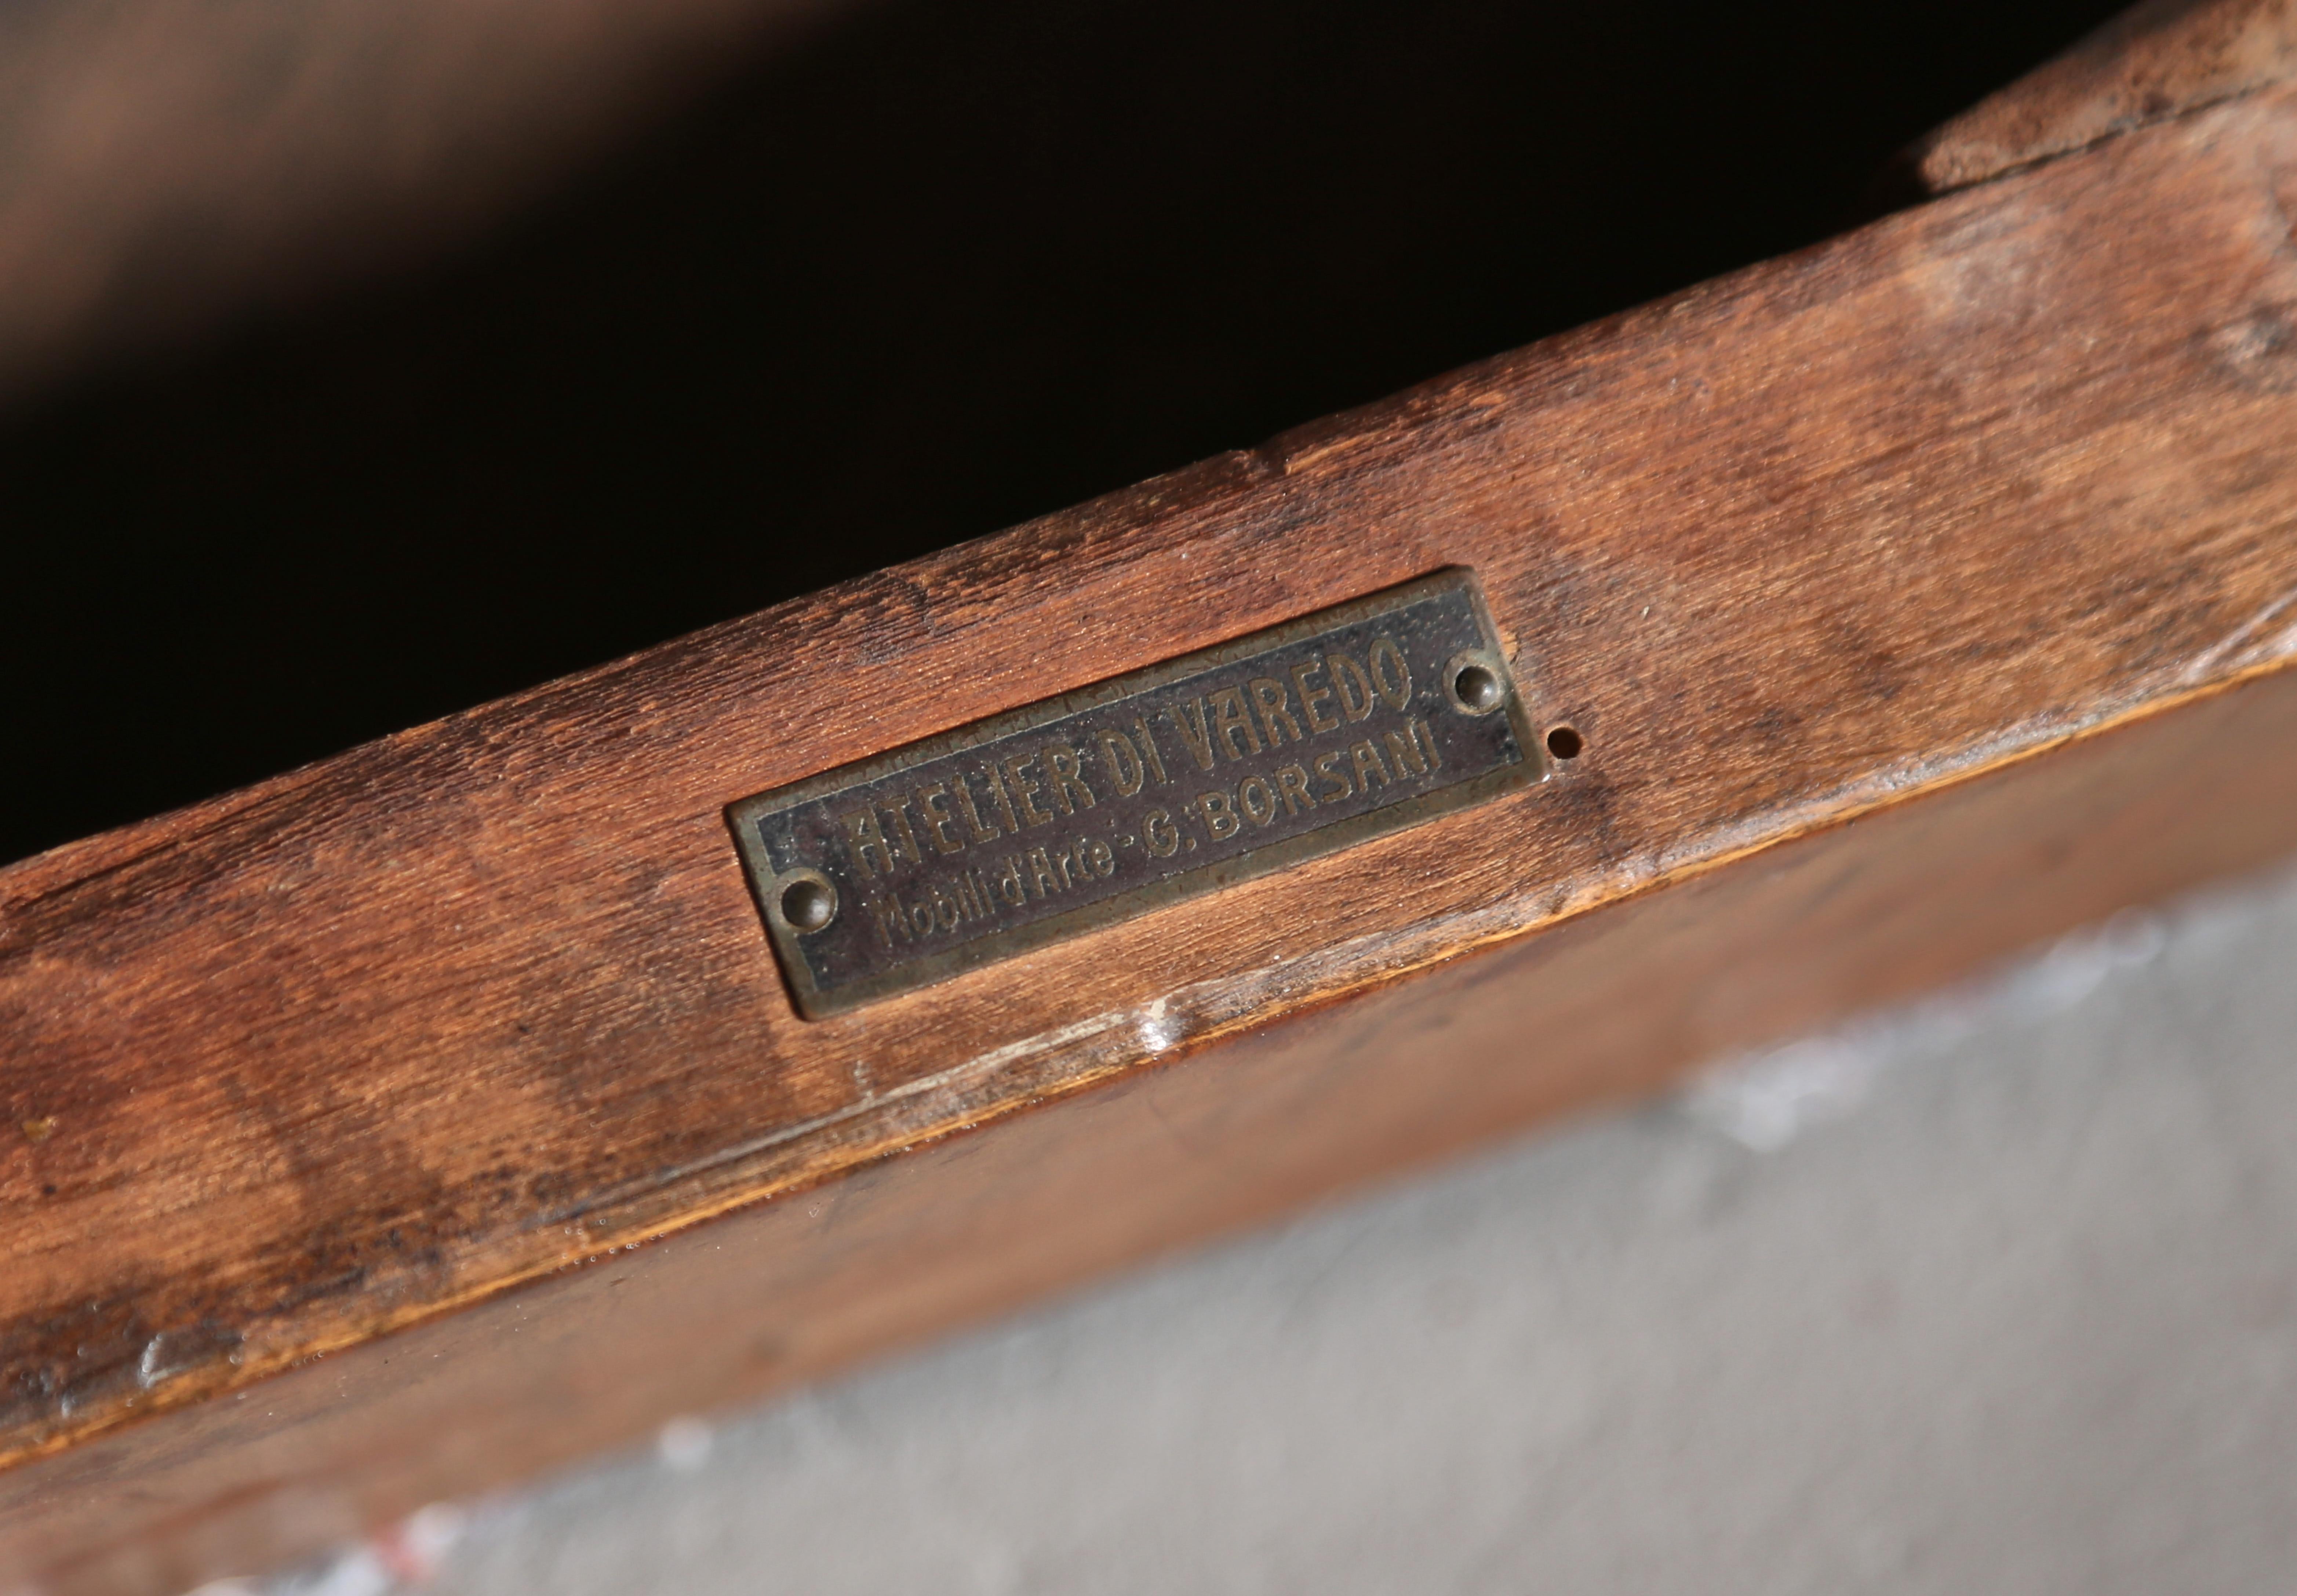 ATELIER DI VAREDO
Mobili d'Arte - G. BORSANI